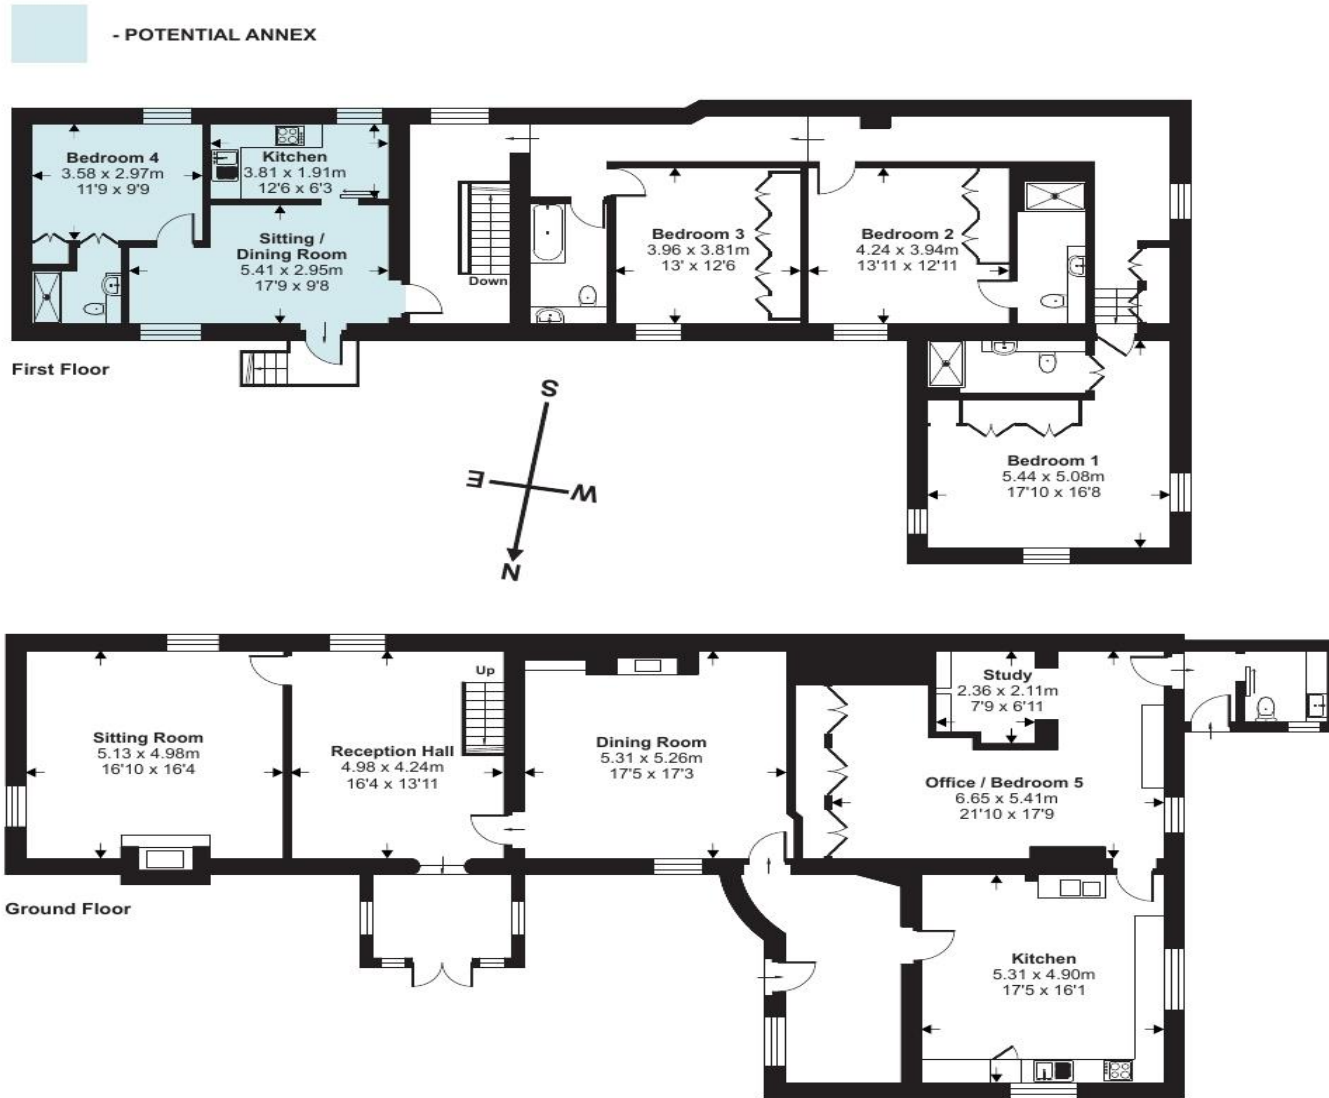 - POTENTIAL ANNEX
Bedroom 4
3.58 x 2.97m
11'9 x 9'9
Kitchen
3.81 x 1.91m
12'6 x 6'3
Sitting /
Dining Room
5.41 x 2.95m
17'9 x 9'8
Down
Bedroom 3
3.96 x 3.81m
13' x 12'6
Bedroom 2
4.24 x 3.94m
13'11 x 12'11
First Floor
Bedroom 1
5.44 x 5.08m
17'10 x 16'8
S
E
W
N
Sitting Room
5.13 x 4.98m
16'10 x 16'4
Up
Reception Hall
4.98 x 4.24m
16'4 x 13'11
Dining Room
5.31 x 5.26m
17'5 x 17'3
Study
2.36 x 2.11m
7'9 x 6'11
Office / Bedroom 5
6.65 x 5.41m
21'10 x 17'9
Ground Floor
Kitchen
5.31 x 4.90m
17'5 x 16'1